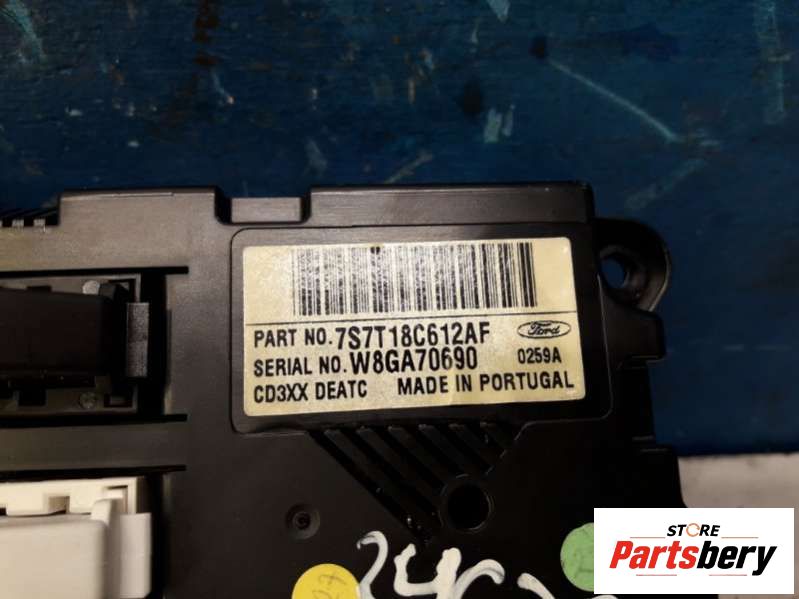 PART NO. 7S7T18C612AF
Ford
SERIAL NO. W8GA70690 0259A
CD3XX DEATC MADE IN PORTUGAL
STORE
Partsbery